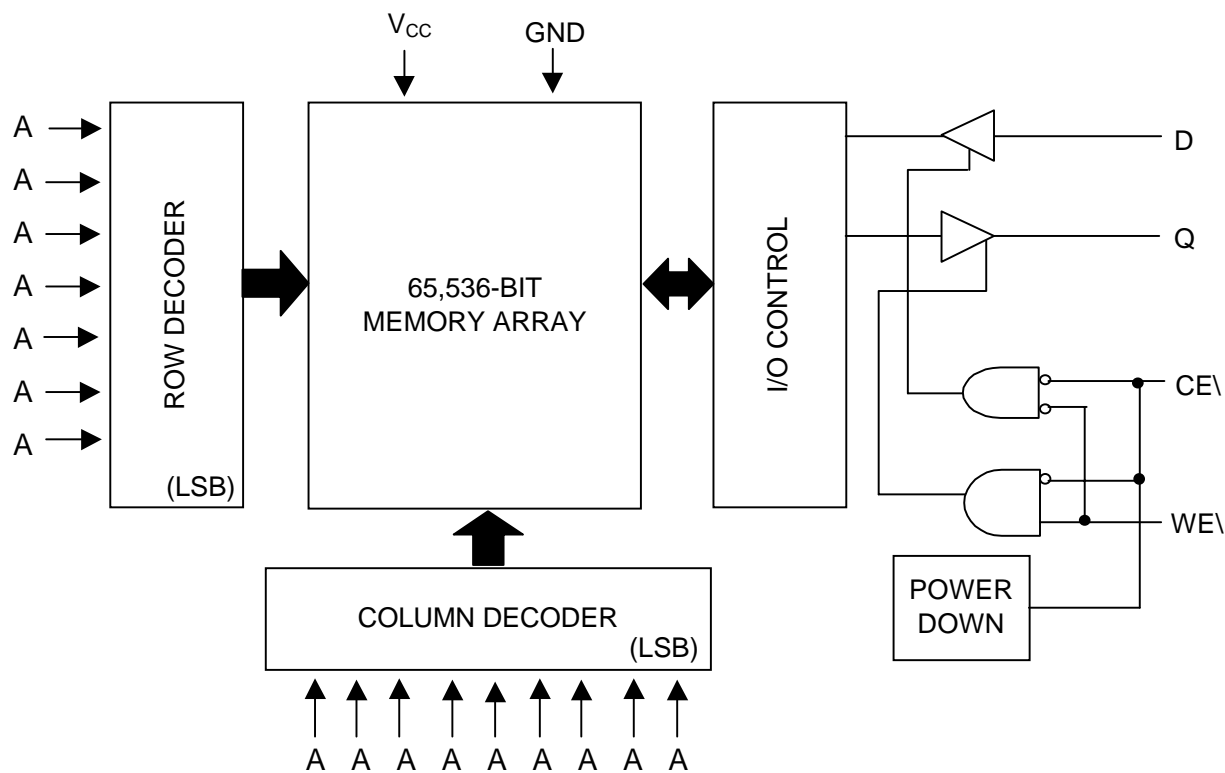 VCC
GND
A
A
A
A
A
A
A
ROW DECODER
(LSB)
65,536-BIT
MEMORY ARRAY
I/O CONTROL
D
Q
CE\
WE\
POWER
DOWN
COLUMN DECODER
(LSB)
A A A A A A A A A